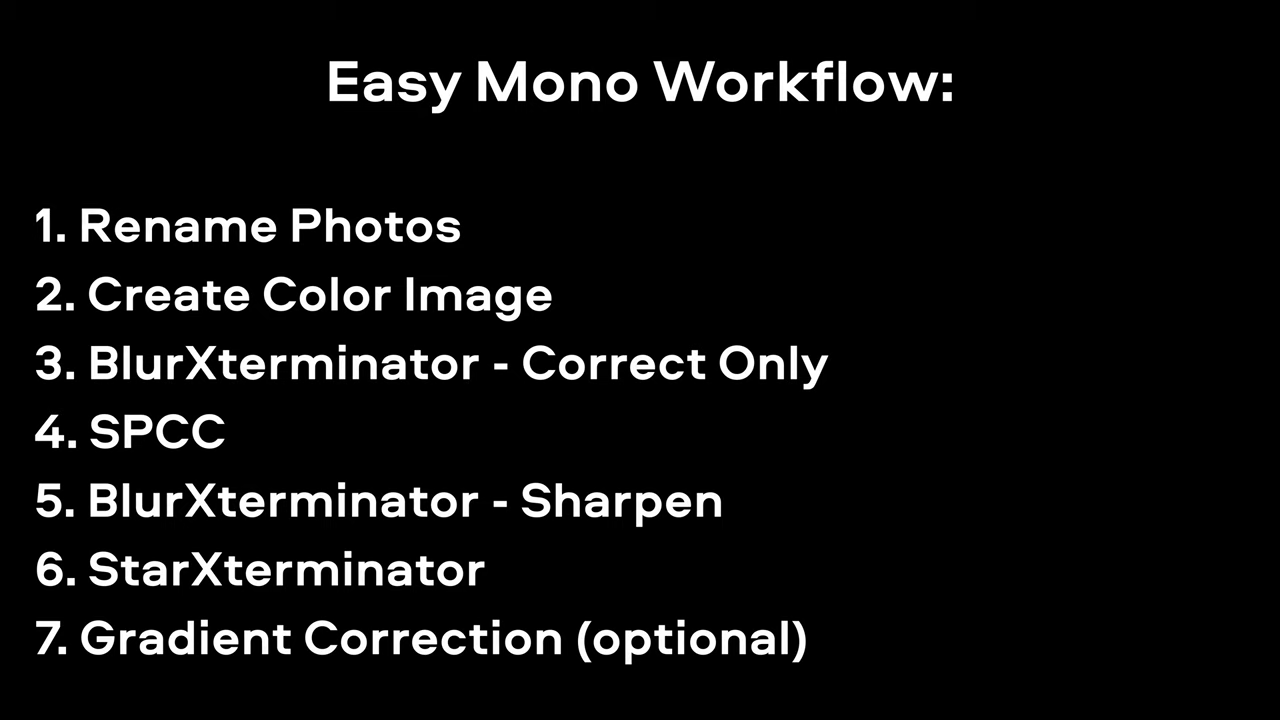 Easy Mono Workflow:
1. Rename Photos
2. Create Color Image
3. BlurXterminator - Correct Only
4. SPCC
5. BlurXterminator - Sharpen
6. StarXterminator
7. Gradient Correction (optional)